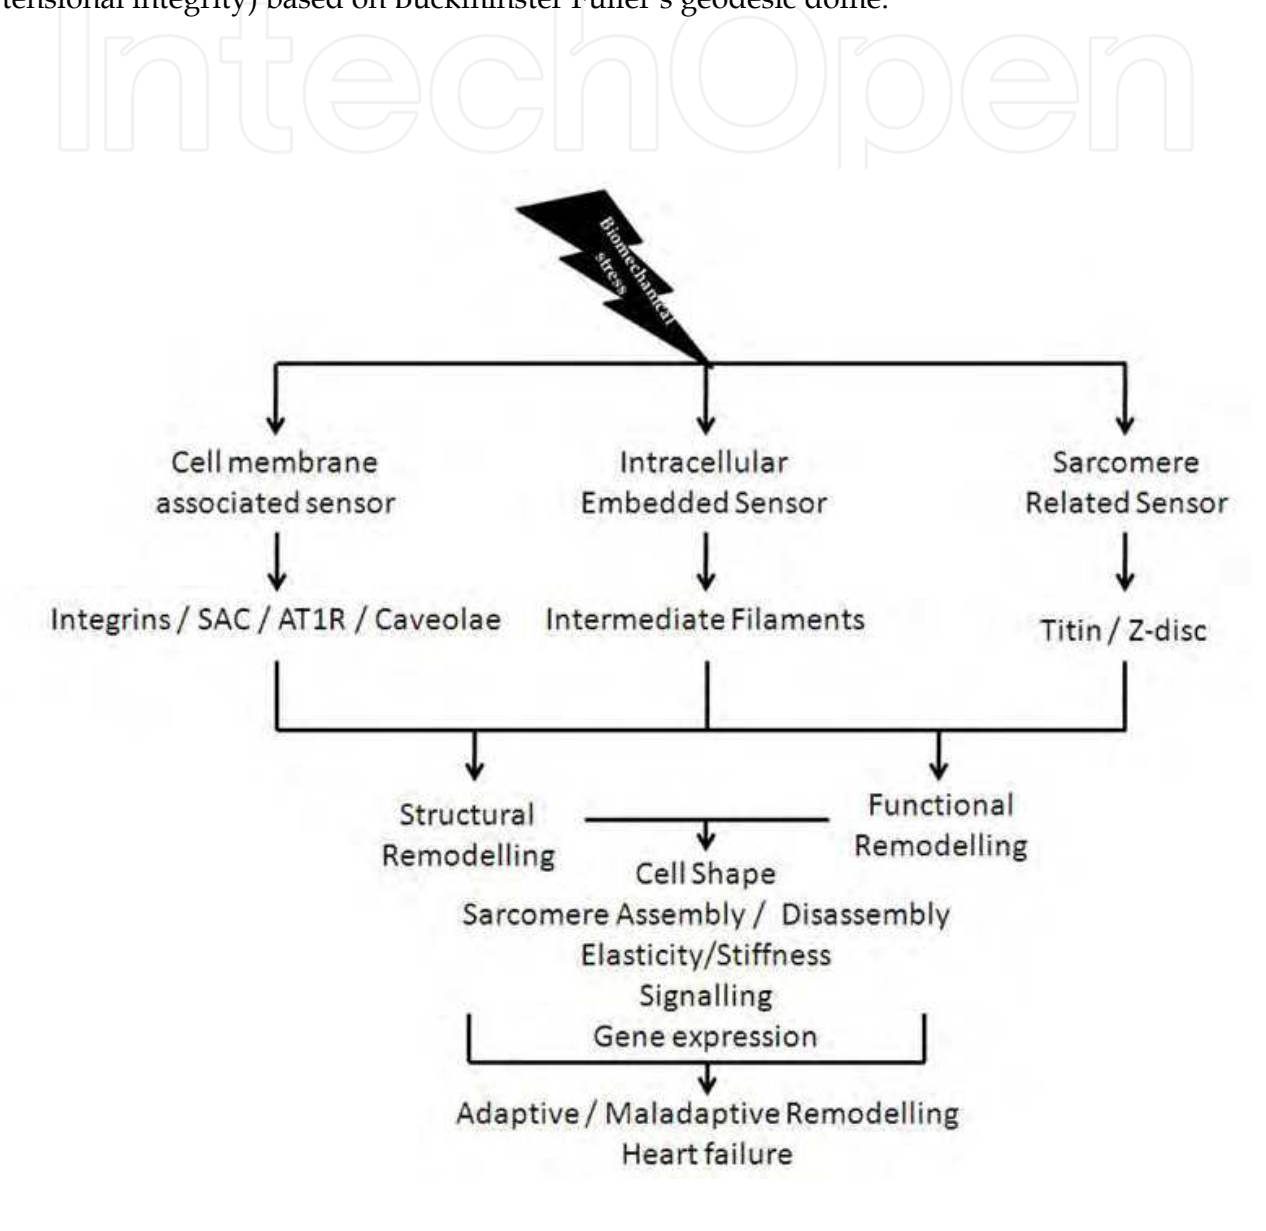 tensional integrity) based on Buckminster Fuller's geodesic dome.
IntechOpen
Biomechanical
stress
Cell membrane
associated sensor
Intracellular
Embedded Sensor
Sarcomere
Related Sensor
Integrins / SAC / AT1R / Caveolae
Intermediate Filaments
Titin / Z-disc
Structural
Remodelling
Functional
Remodelling
Cell Shape
Sarcomere Assembly / Disassembly
Elasticity/Stiffness
Signalling
Gene expression
Adaptive / Maladaptive Remodelling
Heart failure